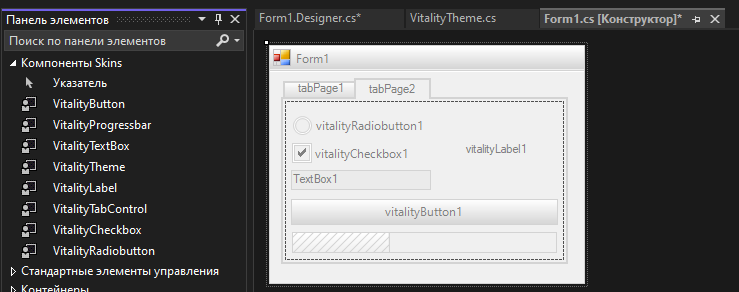 Панель элементов
Form1.Designer.cs*
VitalityTheme.cs
Form1.cs [Конструктор]*
Поиск по панели элементов
Компоненты Skins
Указатель
VitalityButton
VitalityProgressbar
VitalityTextBox
VitalityTheme
VitalityLabel
VitalityTabControl
VitalityCheckbox
VitalityRadiobutton
Стандартные элементы управления
Контейнеры
Form1
tabPage1
tabPage2
vitalityRadiobutton1
vitalityCheckbox1
vitalityLabel1
TextBox1
vitalityButton1